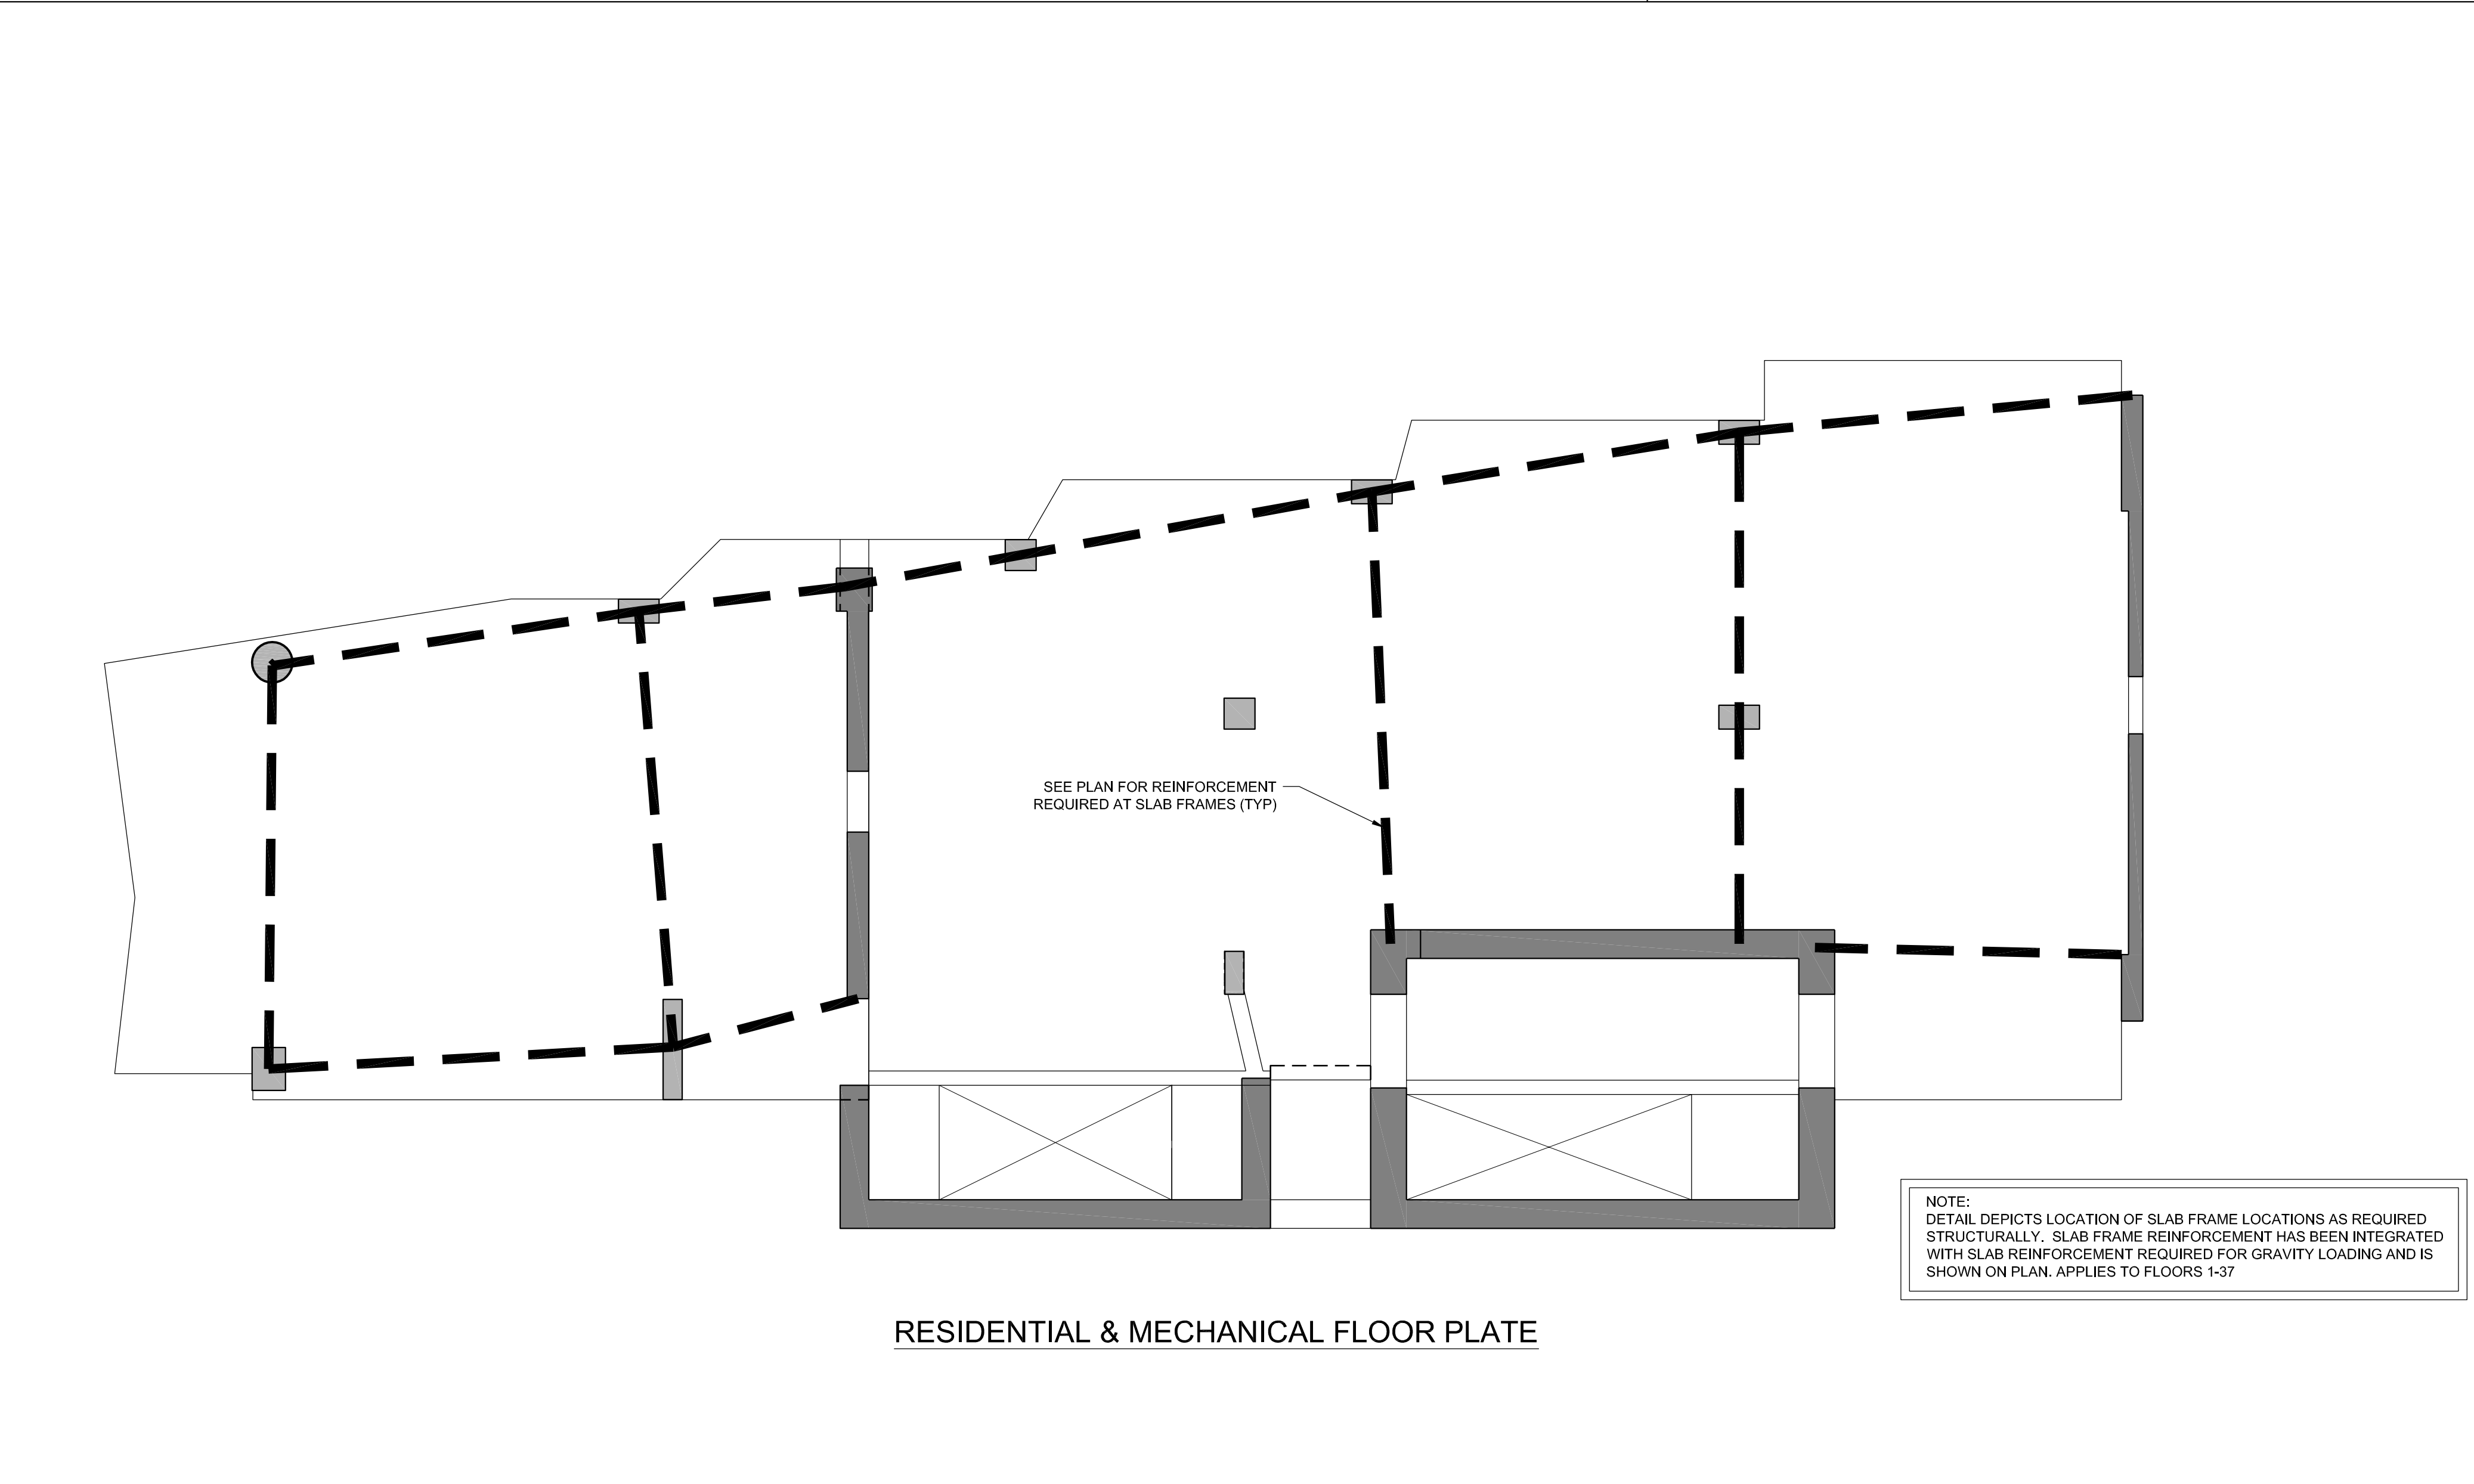 SEE PLAN FOR REINFORCEMENT
REQUIRED AT SLAB FRAMES (TYP)
NOTE:
DETAIL DEPICTS LOCATION OF SLAB FRAME LOCATIONS AS REQUIRED
STRUCTURALLY. SLAB FRAME REINFORCEMENT HAS BEEN INTEGRATED
WITH SLAB REINFORCEMENT REQUIRED FOR GRAVITY LOADING AND IS
SHOWN ON PLAN. APPLIES TO FLOORS 1-37
RESIDENTIAL & MECHANICAL FLOOR PLATE